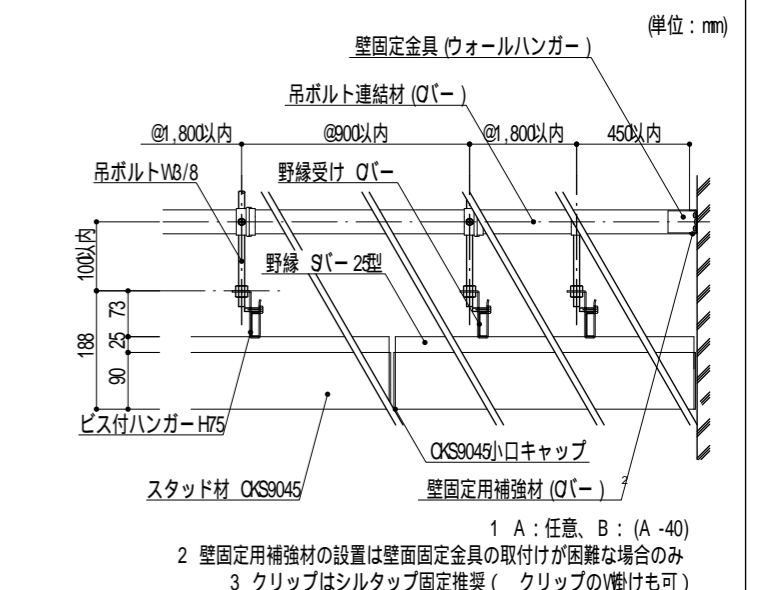 (単位：mm)
壁固定金具 (ウォールハンガー )
吊ボルト連結材 (Cバー )
@1,800以内 @900以内 @1,800以内 450以内
吊ボルトW3/8 野縁受け Cバー
100以内
野縁 Sバー 25型
188 73 25 90
ビス付ハンガー H75
CKS9045小口キャップ
スタッド材 CKS9045 壁固定用補強材 (Cバー ) 2
1 A：任意、B： (A -40)
2 壁固定用補強材の設置は壁面固定金具の取付けが困難な場合のみ
3 クリップはシルタップ固定推奨 ( クリップのW掛けも可 )